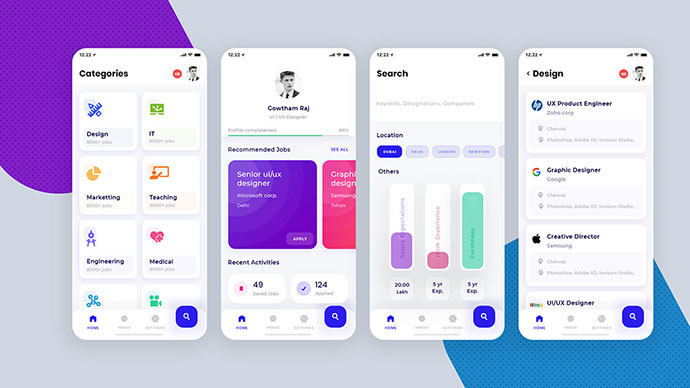 12:22
Categories
Design
8000+ jobs
IT
8000+ jobs
Marketting
8000+ jobs
Teaching
8000+ jobs
Engineering
8000+ jobs
Medical
8000+ jobs
HOME
INBOX
SETTINGS
12:22
Gowtham Raj
UI / UX Designer
Profile completeness
89%
Recommended Jobs
SEE ALL
Senior ui/ux
designer
microsoft corp.
Delhi
APPLY
Graph
design
Samsung
Tokyo
Recent Activities
49
Saved Jobs
124
Applied
HOME
INBOX
SETTINGS
12:22
Search
Keyskills, Designations, Companies
Location
DUBAI
DELHI
LONDON
NEWYORK
Others
Salary Expectations
Work Experience
Freshness
20.00
Lakh
5 yr
Exp.
5 yr
Exp.
HOME
INBOX
SETTINGS
12:22
Design
hp
UX Product Engineer
Zoho corp
Chennai
Photoshop, Adobe XD, Invision Studio,
Graphic Designer
Google
Chennai
Photoshop, Adobe XD, Invision Studio,
Creative Director
Samsung
Chennai
Photoshop, Adobe XD, Invision Studio,
UI/UX Designer
HOME
INBOX
SETTINGS